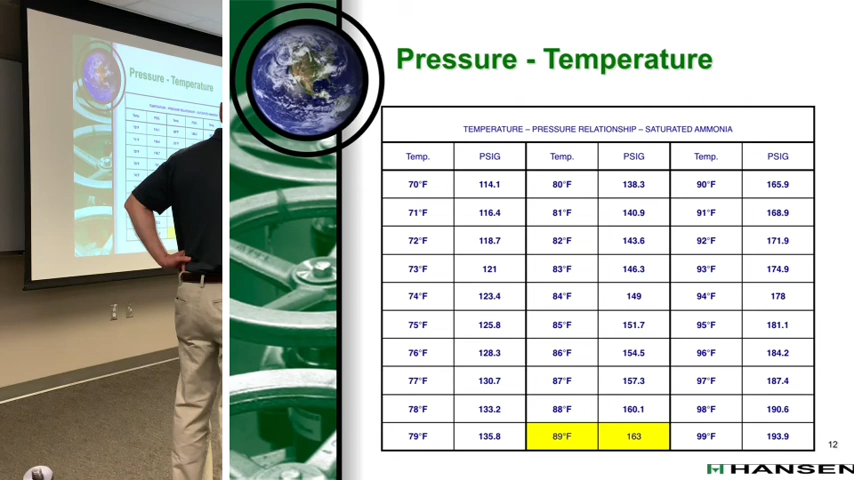 Pressure - Temperature
TEMPERATURE – PRESSURE RELATIONSHIP – SATURATED AMMONIA
Temp. PSIG Temp. PSIG Temp. PSIG
70°F 114.1 80°F 138.3 90°F 165.9
71°F 116.4 81°F 140.9 91°F 168.9
72°F 118.7 82°F 143.6 92°F 171.9
73°F 121 83°F 146.3 93°F 174.9
74°F 123.4 84°F 149 94°F 178
75°F 125.8 85°F 151.7 95°F 181.1
76°F 128.3 86°F 154.5 96°F 184.2
77°F 130.7 87°F 157.3 97°F 187.4
78°F 133.2 88°F 160.1 98°F 190.6
79°F 135.8 89°F 163 99°F 193.9
12
HANSEN
Pressure - Temperature